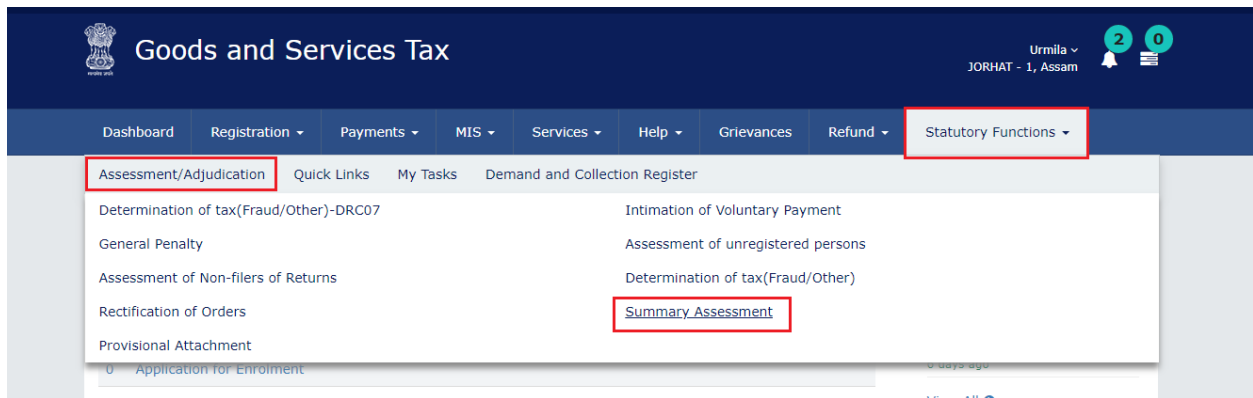 Goods and Services Tax
Urmila
JORHAT - 1, Assam
2
0
Dashboard Registration Payments MIS Services Help Grievances Refund Statutory Functions
Assessment/Adjudication Quick Links My Tasks Demand and Collection Register
Determination of tax(Fraud/Other)-DRC07 Intimation of Voluntary Payment
General Penalty Assessment of unregistered persons
Assessment of Non-filers of Returns Determination of tax(Fraud/Other)
Rectification of Orders Summary Assessment
Provisional Attachment
0 Application for Enrolment days ago